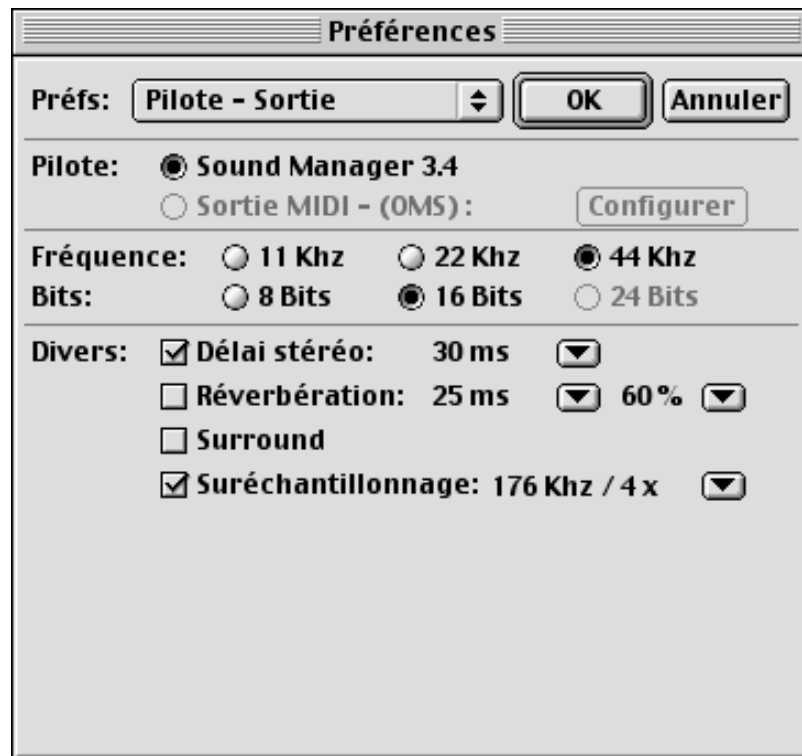 Préférences
Préfs: Pilote - Sortie OK Annuler
Pilote: Sound Manager 3.4
Sortie MIDI - (OMS) : Configurer
Fréquence: 11 Khz 22 Khz 44 Khz
Bits: 8 Bits 16 Bits 24 Bits
Divers: Délai stéréo: 30 ms
Réverbération: 25 ms 60 %
Surround
Suréchantillonnage: 176 Khz / 4 x